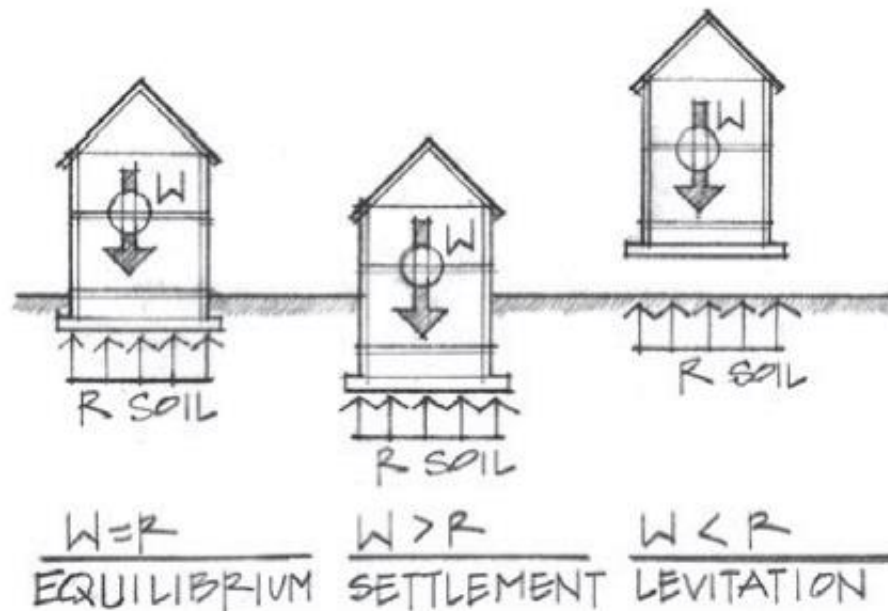 W
W
W
R SOIL
R SOIL
R SOIL
W=R
W>R
W<R
EQUILIBRIUM
SETTLEMENT
LEVITATION